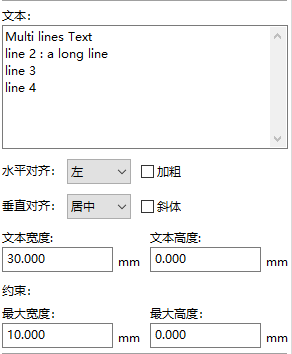 文本：
Multi lines Text
line 2 : a long line
line 3
line 4
水平对齐： 左 加粗
垂直对齐： 居中 斜体
文本宽度: 文本高度:
30.000 mm 0.000 mm
约束：
最大宽度： 最大高度：
10.000 mm 0.000 mm